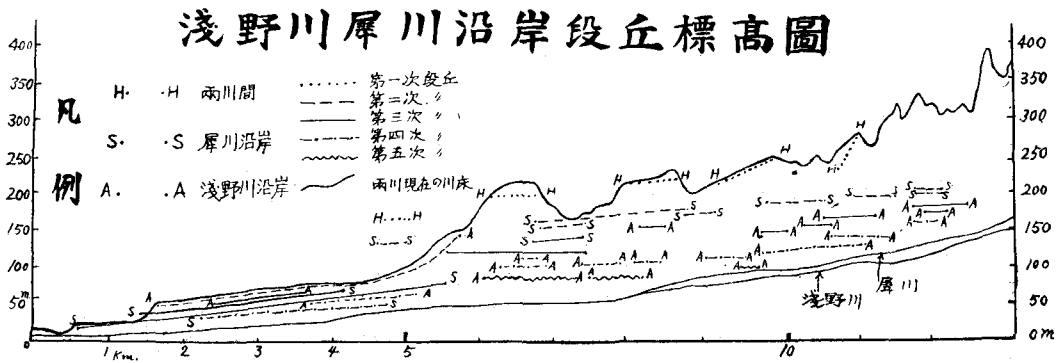 淺野川犀川沿岸段丘標高圖
凡例
H・ ・H 兩川間
S・ ・S 犀川沿岸
A・ ・A 淺野川沿岸
第一次段丘
第二次 〃
第三次 〃
第四次 〃
第五次 〃
兩川現在の川床
H H
S S
400
350
300
250
200
150
100
50 m
0
400
350
300
250
200
150
100
50
0 m
淺野川
犀川
1 Km.
2
3
4
5
10